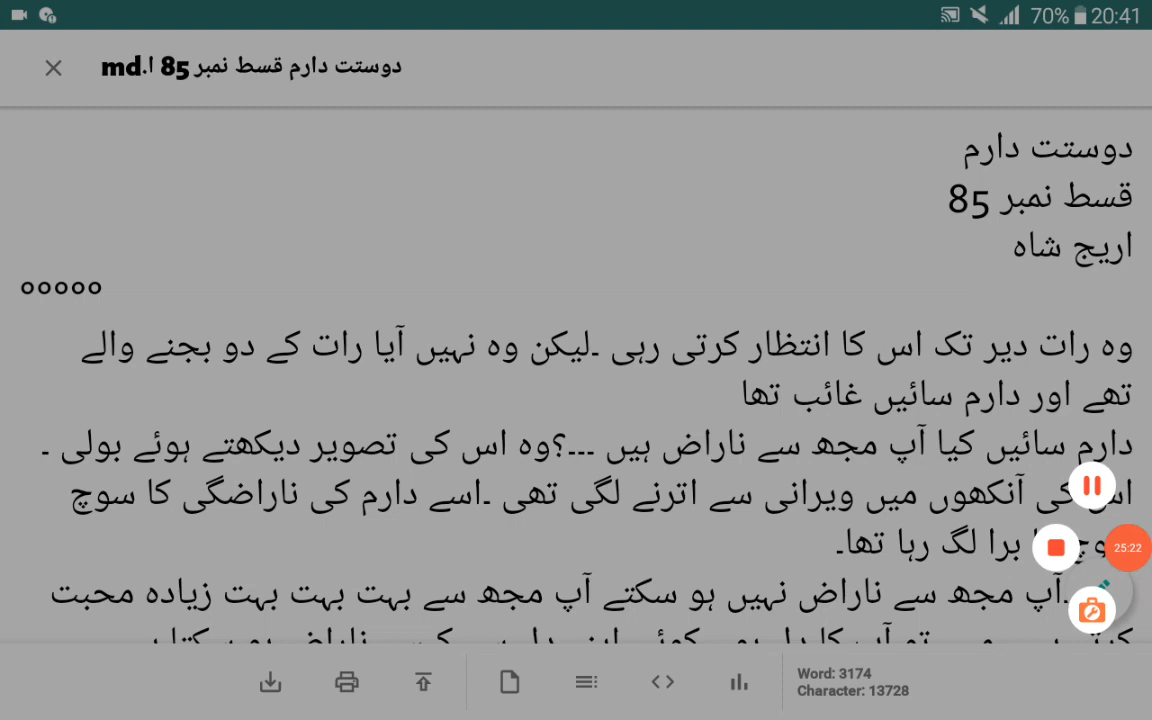 70% 20:41
دوستت دارم قسط نمبر 85 ا.md
دوستت دارم
قسط نمبر 85
اریج شاہ
ooooo
وہ رات دیر تک اس کا انتظار کرتی رہی ۔لیکن وہ نہیں آیا رات کے دو بجنے والے
تھے اور دارم سائیں غائب تھا
دارم سائیں کیا آپ مجھ سے ناراض ہیں ۔۔۔؟وہ اس کی تصویر دیکھتے ہوئے بولی ۔
اس کی آنکھوں میں ویرانی سے اترنے لگی تھی ۔اسے دارم کی ناراضگی کا سوچ
برا لگ رہا تھا۔
آپ مجھ سے ناراض نہیں ہو سکتے آپ مجھ سے بہت بہت بہت زیادہ محبت
25:22
Word: 3174
Character: 13728